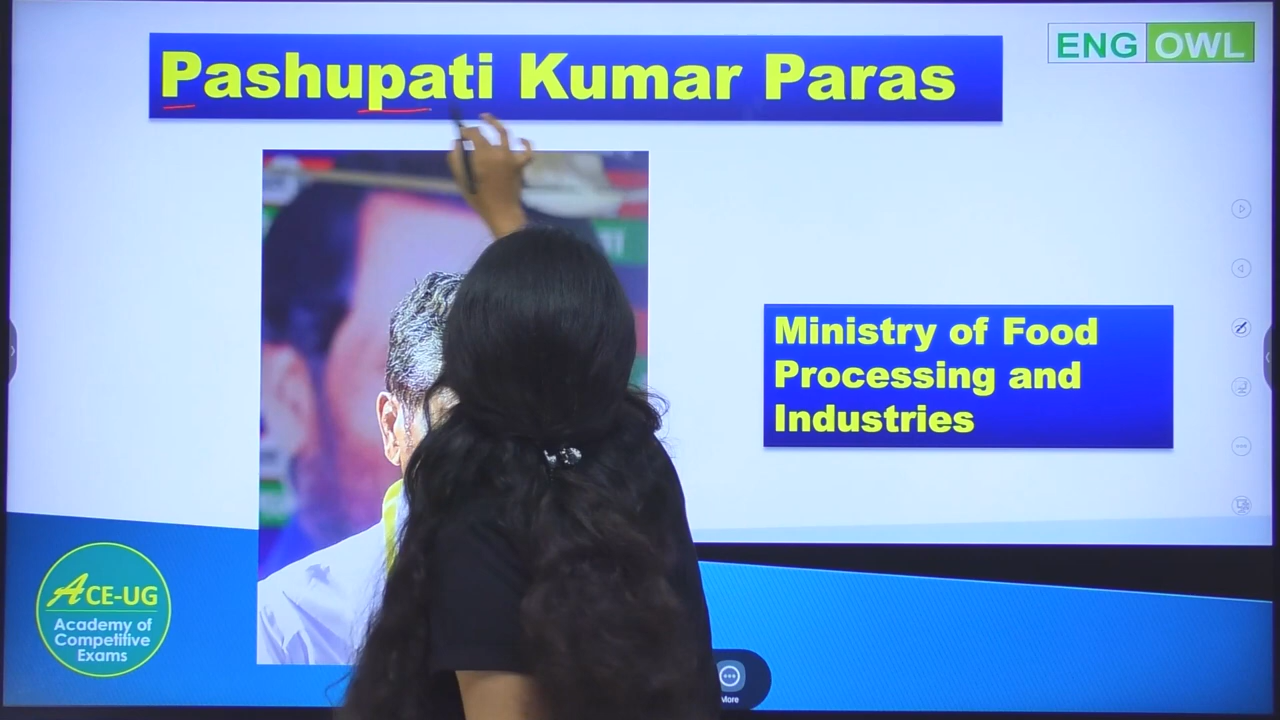 Pashupati Kumar Paras
ENG OWL
Ministry of Food
Processing and
Industries
ACE-UG
Academy of
Competitive
Exams
More